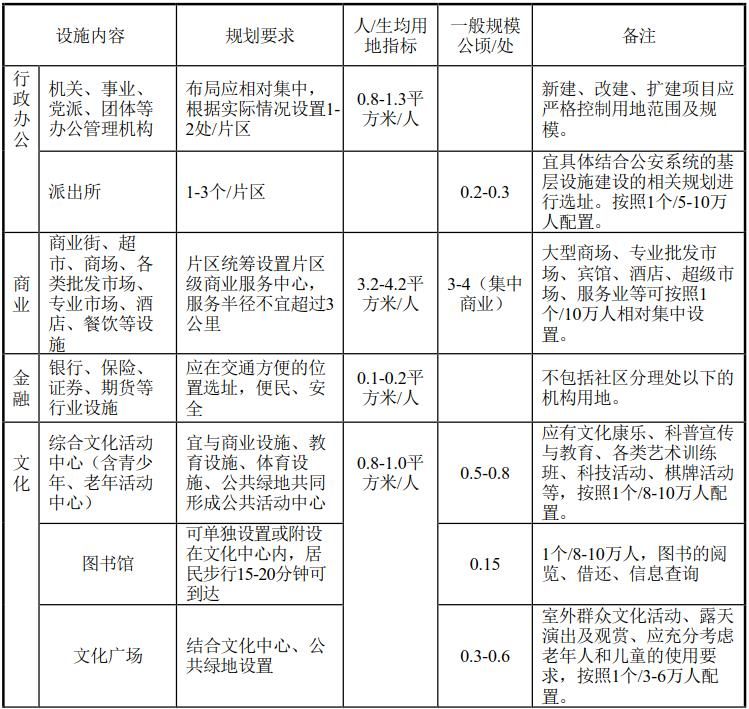 设施内容
规划要求
人/生均用
地指标
一般规模
公顷/处
备注
行
政
办
公
机关、事业、
党派、团体等
办公管理机构
布局应相对集中，
根据实际情况设置1-
2处/片区
0.8-1.3平
方米/人
新建、改建、扩建项目应
严格控制用地范围及规
模。
派出所
1-3个/片区
0.2-0.3
宜具体结合公安系统的基
层设施建设的相关规划进
行选址。按照1个/5-10万
人配置。
商
业
商业街、超
市、商场、各
类批发市场、
专业市场、酒
店、餐饮等设
施
片区统筹设置片区
级商业服务中心，
服务半径不宜超过3
公里
3.2-4.2平
方米/人
3-4（集中
商业）
大型商场、专业批发市
场、宾馆、酒店、超级市
场、服务业等可按照1
个/10万人相对集中设
置。
金
融
银行、保险、
证券、期货等
行业设施
应在交通方便的位
置选址，便民、安
全
0.1-0.2平
方米/人
不包括社区分理处以下的
机构用地。
文
化
综合文化活动
中心（含青少
年、老年活动
中心）
宜与商业设施、教
育设施、体育设
施、公共绿地共同
形成公共活动中心
0.8-1.0平
方米/人
0.5-0.8
应有文化康乐、科普宣传
与教育、各类艺术训练
班、科技活动、棋牌活动
等，按照1个/8-10万人配
置。
图书馆
可单独设置或附设
在文化中心内，居
民步行15-20分钟可
到达
0.15
1个/8-10万人，图书的阅
览、借还、信息查询
文化广场
结合文化中心、公
共绿地设置
0.3-0.6
室外群众文化活动、露天
演出及观赏、应充分考虑
老年人和儿童的使用要
求，按照1个/3-6万人配
置。